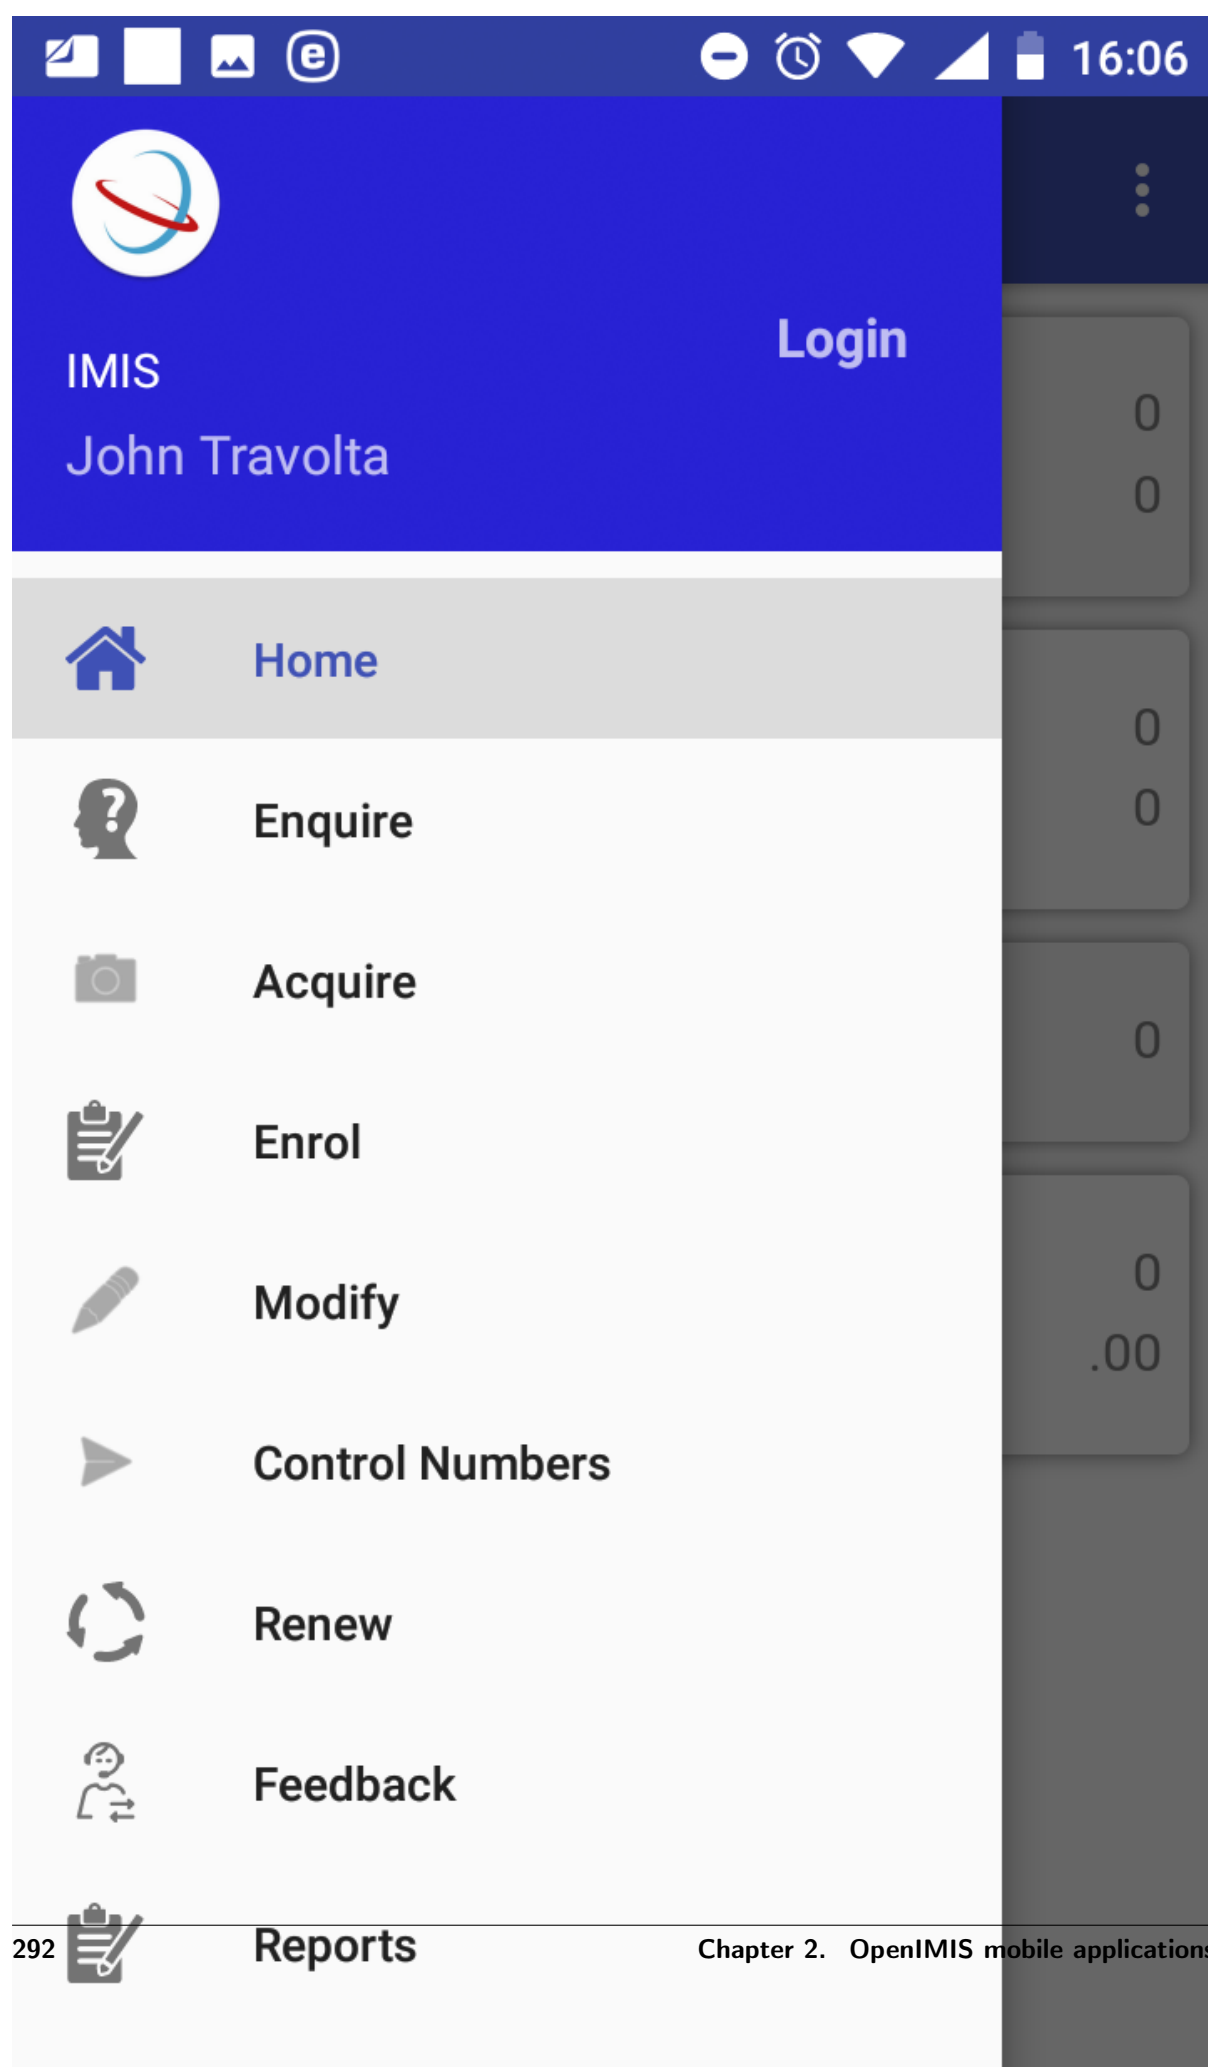 16:06
Login
IMIS
John Travolta
0
0
Home
0
Enquire
0
Acquire
0
Enrol
Modify
0
.00
Control Numbers
Renew
Feedback
Reports
292
Chapter 2. OpenIMIS mobile applications